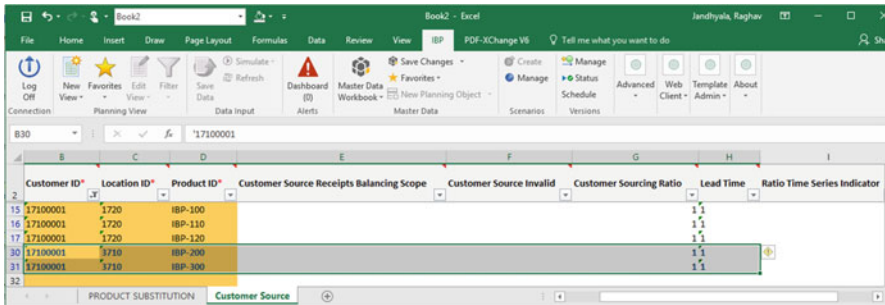 Book2
Book2 - Excel
Jandhyala, Raghav
File Home Insert Draw Page Layout Formulas Data Review View IBP PDF-XChange V6 Tell me what you want to do
Log Off
New View
Favorites
Edit View
Filter
Save Data
Simulate
Refresh
Dashboard (0)
Master Data Workbook
Save Changes
Favorites
New Planning Object
Create
Manage
Manage
Status
Schedule
Advanced
Web Client
Template Admin
About
Connection Planning View Data Input Alerts Master Data Scenarios Versions
B30 fx '17100001
B C D E F G H I
2 Customer ID* Location ID* Product ID* Customer Source Receipts Balancing Scope Customer Source Invalid Customer Sourcing Ratio Lead Time Ratio Time Series Indicator
15 17100001 1720 IBP-100 1 1
16 17100001 1720 IBP-110 1 1
17 17100001 1720 IBP-120 1 1
30 17100001 3710 IBP-200 1 1
31 17100001 3710 IBP-300 1 1
32
PRODUCT SUBSTITUTION Customer Source